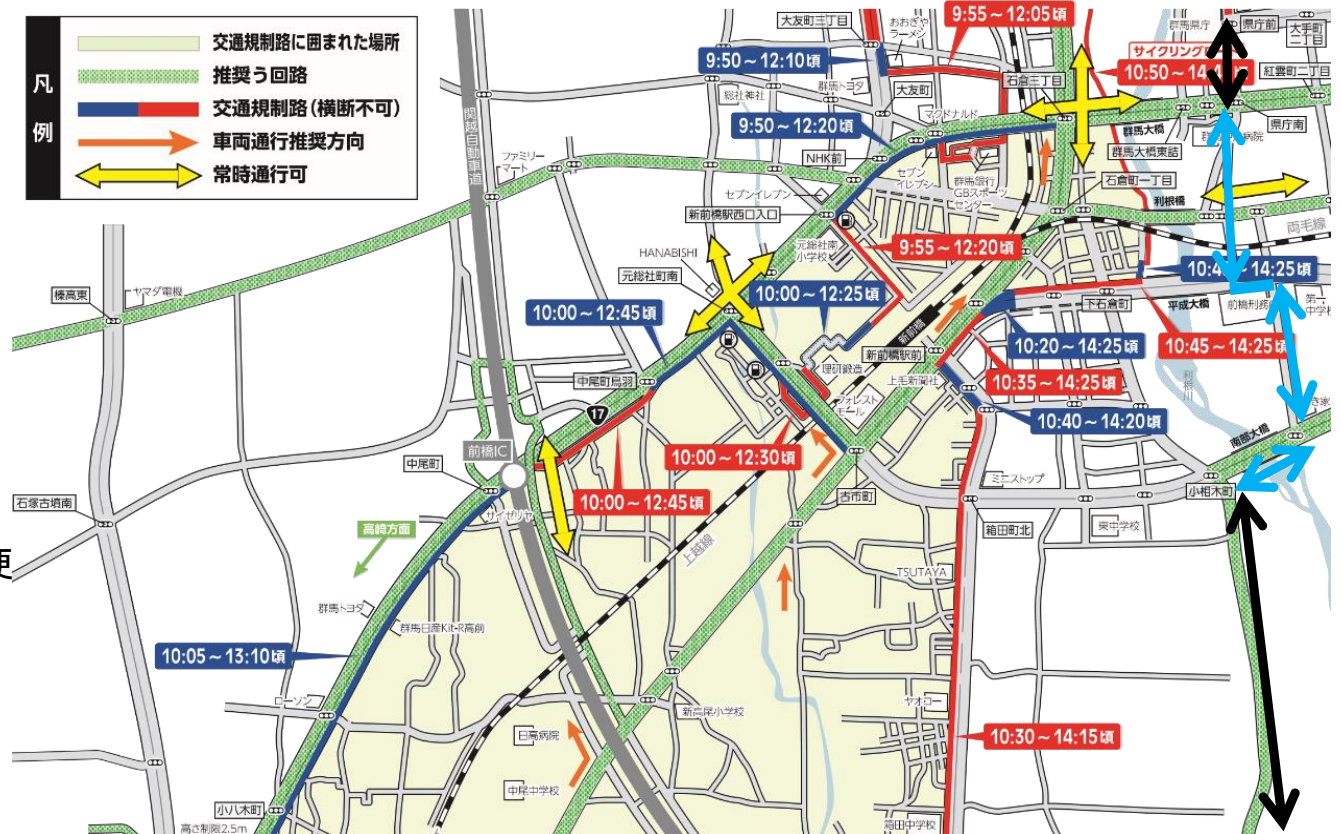 凡
例
交通規制路に囲まれた場所
推奨う回路
交通規制路(横断不可)
車両通行推奨方向
常時通行可
大友町三丁目
おおぎや
ラーメン
9:55~12:05頃
群馬県庁
県庁前
大手町
二丁目
9:50~12:10頃
石倉三丁目
10:50~14:
紅雲町二丁目
関越自動車道
総社神社
群馬トヨタ
大友町
マクドナルド
9:50~12:20頃
群馬大橋
県庁南
病院
群馬大橋東詰
ファミリー
マート
NHK前
セブン
イレブン
群馬銀行
GBスポーツ
センター
石倉町一丁目
セブンイレブン
新前橋駅西口入口
利根橋
両毛線
元総社南
小学校
9:55~12:20頃
HANABISHI
元総社町南
10:00~12:25頃
14:25頃
榛高東
ヤマダ電機
10:00~12:45頃
下石倉町
平成大橋
前橋刑務
第一
中学校
新前橋
10:20~14:25頃
10:45~14:25頃
新前橋駅前
理研鍛造
上毛新聞社
10:35~14:25頃
利根川
中尾町鳥羽
フォレスト
モール
10:40~14:20頃
17
南部大橋
前橋IC
10:00~12:30頃
中尾町
10:00~12:45頃
古市町
ミニストップ
小相木町
石塚古墳南
サイゼリヤ
箱田町北
東中学校
高崎方面
上越線
更
TSUTAYA
群馬トヨタ
群馬日産Kit-R高前
10:05~13:10頃
ローソン
新高尾小学校
ヤオコー
日高病院
10:30~14:15頃
中尾中学校
小八木町
高さ制限2.5m
箱田中学校